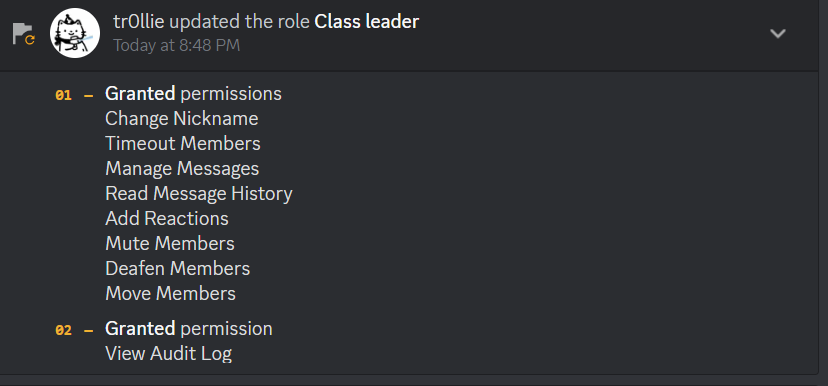 tr0llie updated the role Class leader
Today at 8:48 PM
01 – Granted permissions
Change Nickname
Timeout Members
Manage Messages
Read Message History
Add Reactions
Mute Members
Deafen Members
Move Members
02 – Granted permission
View Audit Log